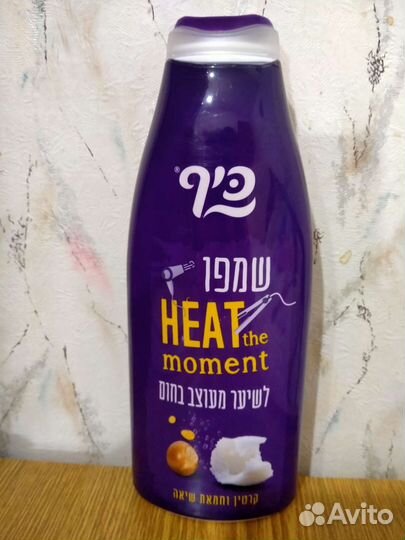 כיף®
שמפו
HEAT the
moment
לשיער מעוצב בחום
קרטין וחמאת שיאה
Avito